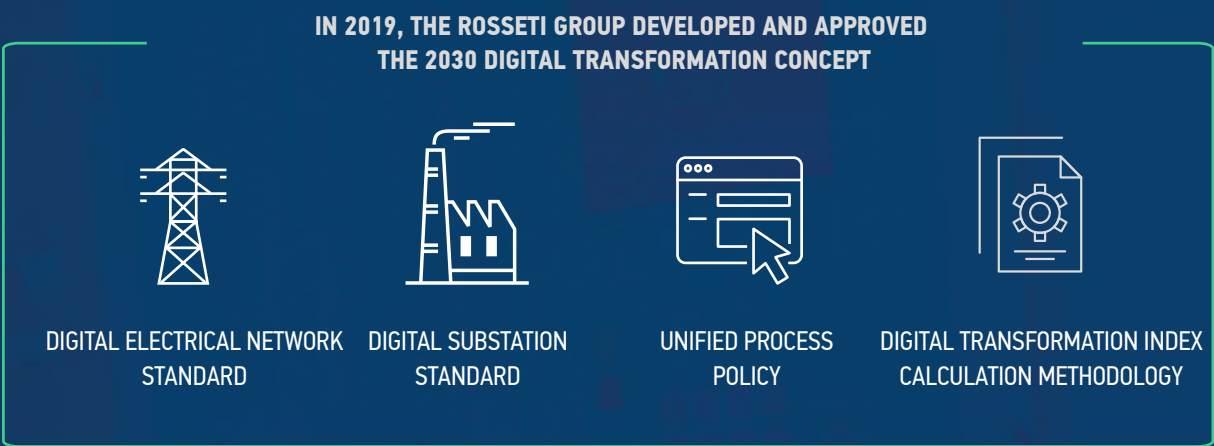 IN 2019, THE ROSSETI GROUP DEVELOPED AND APPROVED
THE 2030 DIGITAL TRANSFORMATION CONCEPT
DIGITAL ELECTRICAL NETWORK
STANDARD
DIGITAL SUBSTATION
STANDARD
UNIFIED PROCESS
POLICY
DIGITAL TRANSFORMATION INDEX
CALCULATION METHODOLOGY